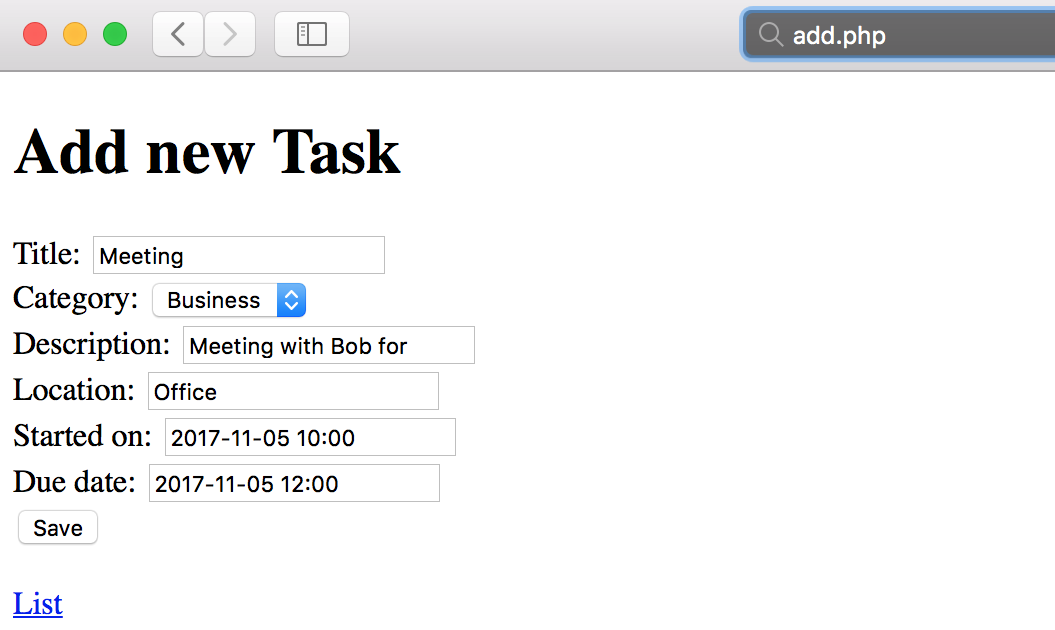 add.php
Add new Task
Title: Meeting
Category: Business
Description: Meeting with Bob for
Location: Office
Started on: 2017-11-05 10:00
Due date: 2017-11-05 12:00
Save
List